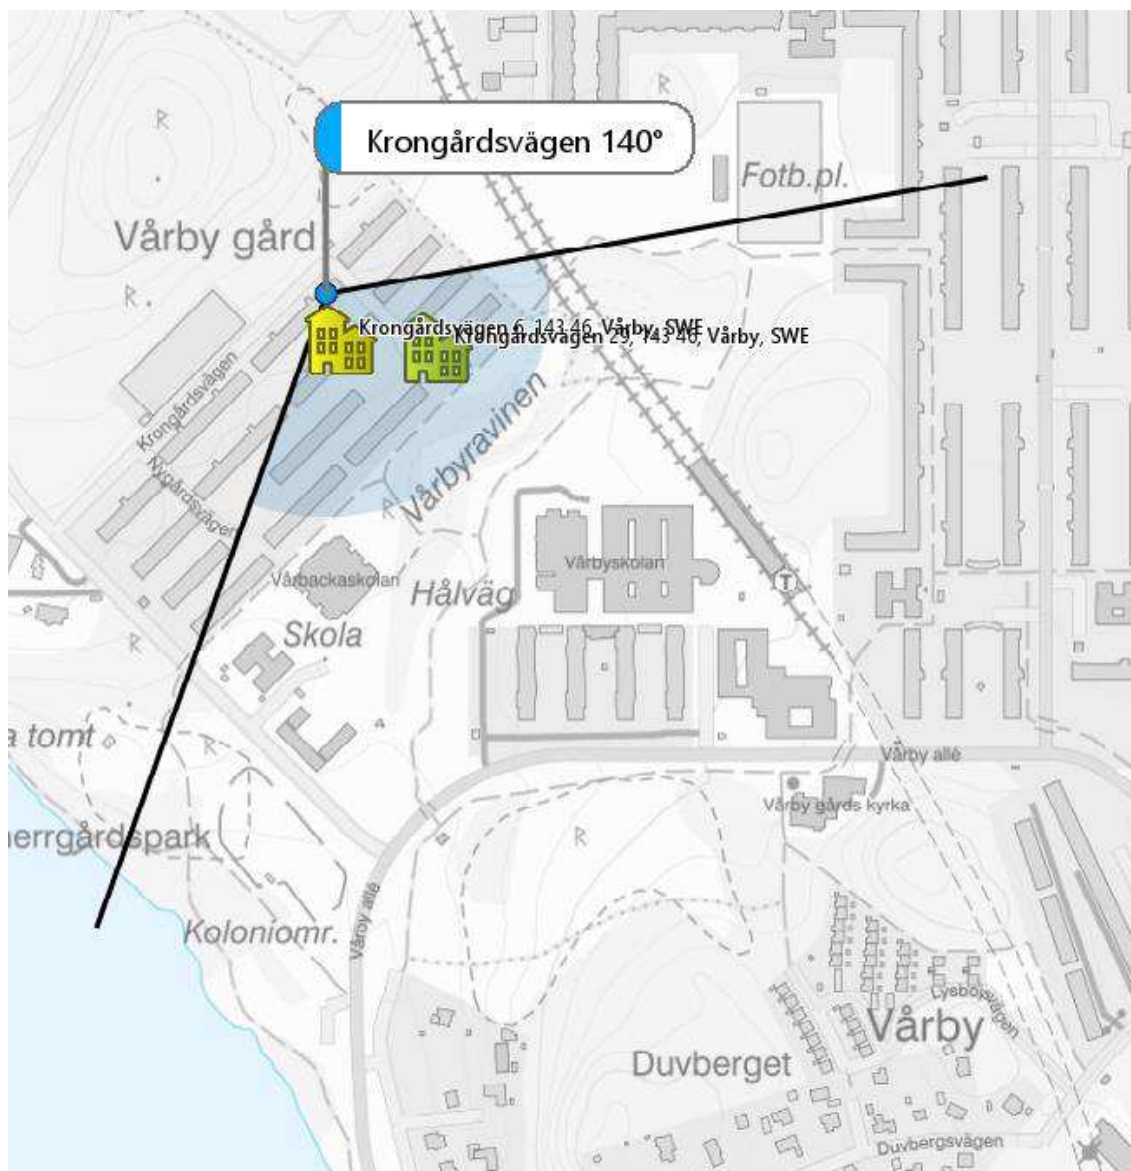 Krongårdsvägen 140°
Fotb.pl.
Vårby gård
Krongårdsvägen 6, 143 46, Vårby, SWE
Krongårdsvägen 29, 143 46, Vårby, SWE
Krongårdsvägen
Nygårdsvägen
Vårbyravinen
Vårbackaskolan
Vårbyskolan
Hålväg
T
Skola
a tomt
Vårby allé
Vårby gårds kyrka
herrgårdspark
Koloniomr.
Vårby allé
Lysbojsvägen
Vårby
Duvberget
Duvbergsvägen
R
R
R
R
R
R
R